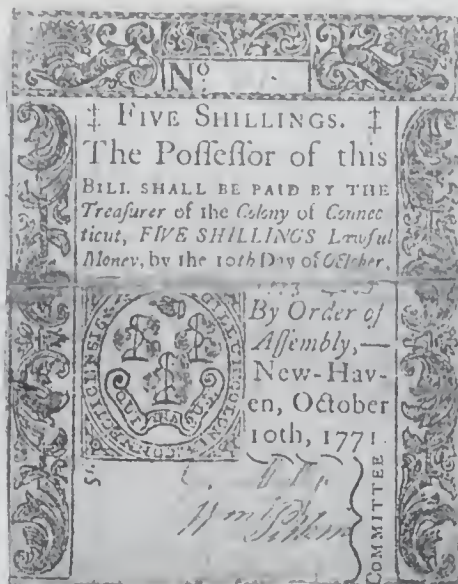 Nº
‡ FIVE SHILLINGS. ‡
The Poſſeſſor of this
BILL SHALL BE PAID BY THE
Treaſurer of the Colony of Connec
ticut, FIVE SHILLINGS Lawful
Money, by the 10th Day of October,
By Order of
Aſſembly,—
New-Hav-
en, October
10th, 1771.
COMMITTEE